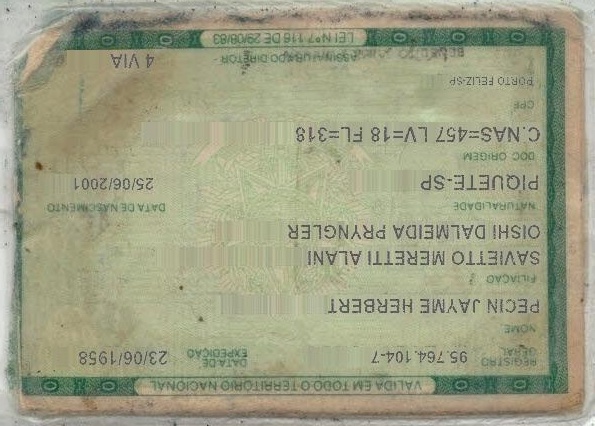 VÁLIDA EM TODO O TERRITÓRIO NACIONAL
REGISTRO GERAL 95.764.104-7 DATA DE EXPEDIÇÃO 23/06/1958
NOME
PECIN JAYME HERBERT
FILIAÇÃO
SAVIETTO MERETTI ALANI
OISHI DALMEIDA PRYNGLER
NATURALIDADE DATA DE NASCIMENTO
PIQUETE-SP 25/06/2001
DOC ORIGEM
C.NAS=457 LV=18 FL=318
CPF
PORTO FELIZ-SP
4 VIA
ASSINATURA DO DIRETOR
LEI Nº 7.116 DE 29/08/83